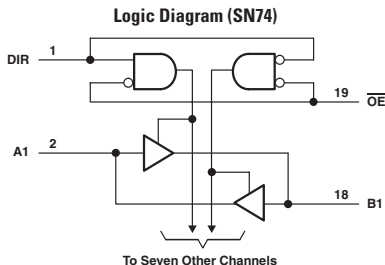 Logic Diagram (SN74)
DIR 1
19 OE
A1 2
18 B1
To Seven Other Channels